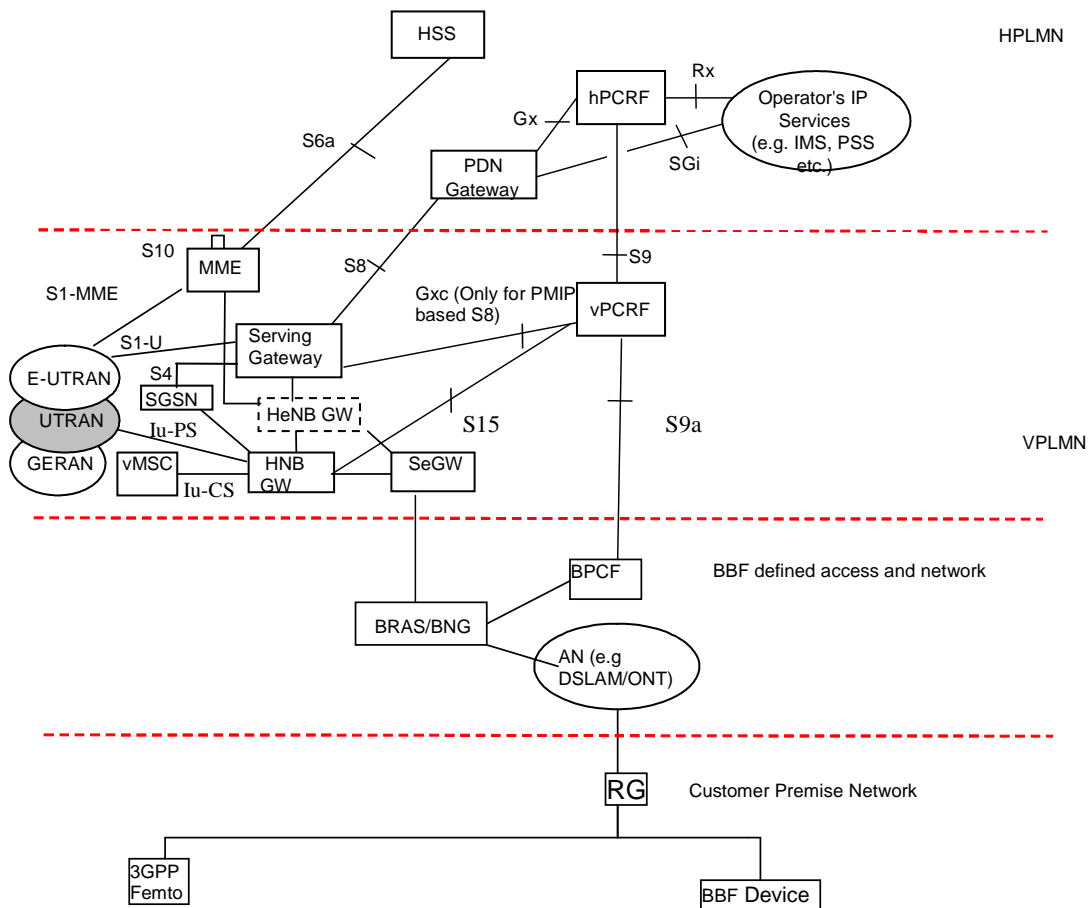 HSS
HPLMN
hPCRF
Rx
Operator's IP
Services
(e.g. IMS, PSS
etc.)
Gx
S6a
SGi
PDN
Gateway
S10
MME
S8
S9
S1-MME
Gxc (Only for PMIP
based S8)
vPCRF
S1-U
Serving
Gateway
E-UTRAN
S4
SGSN
HeNB GW
UTRAN
Iu-PS
S15
S9a
GERAN
vMSC
HNB
GW
SeGW
VPLMN
Iu-CS
BPCF
BBF defined access and network
BRAS/BNG
AN (e.g
DSLAM/ONT)
RG
Customer Premise Network
3GPP
Femto
BBF Device